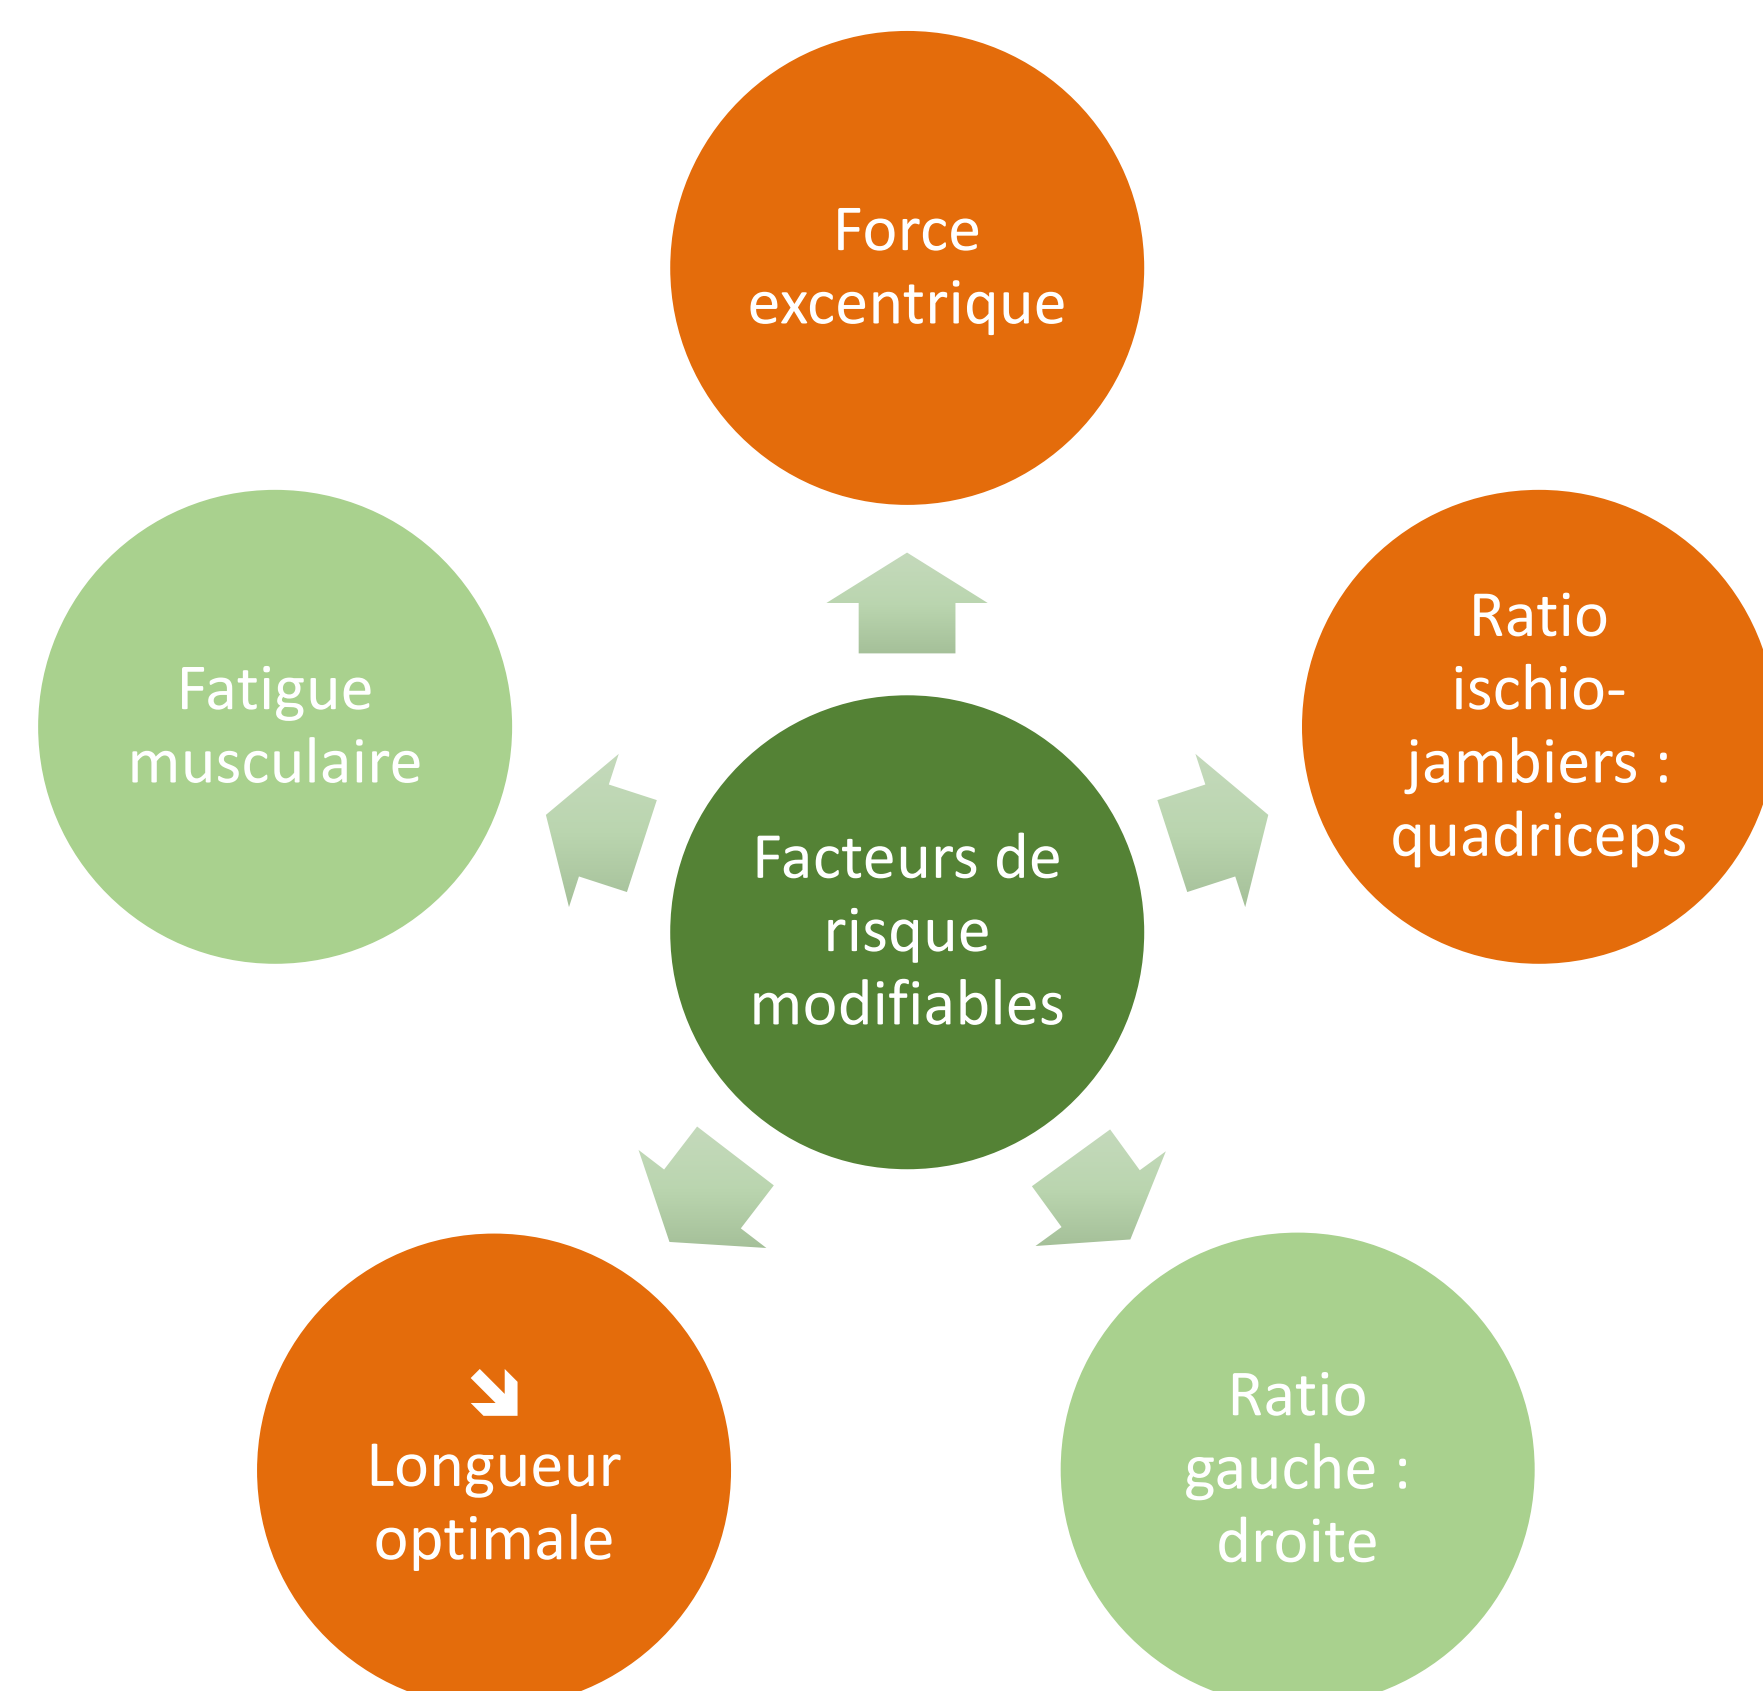 Force
excentrique
Ratio
ischio-
jambiers :
quadriceps
Fatigue
musculaire
Facteurs de
risque
modifiables
Ratio
gauche :
droite
Longueur
optimale